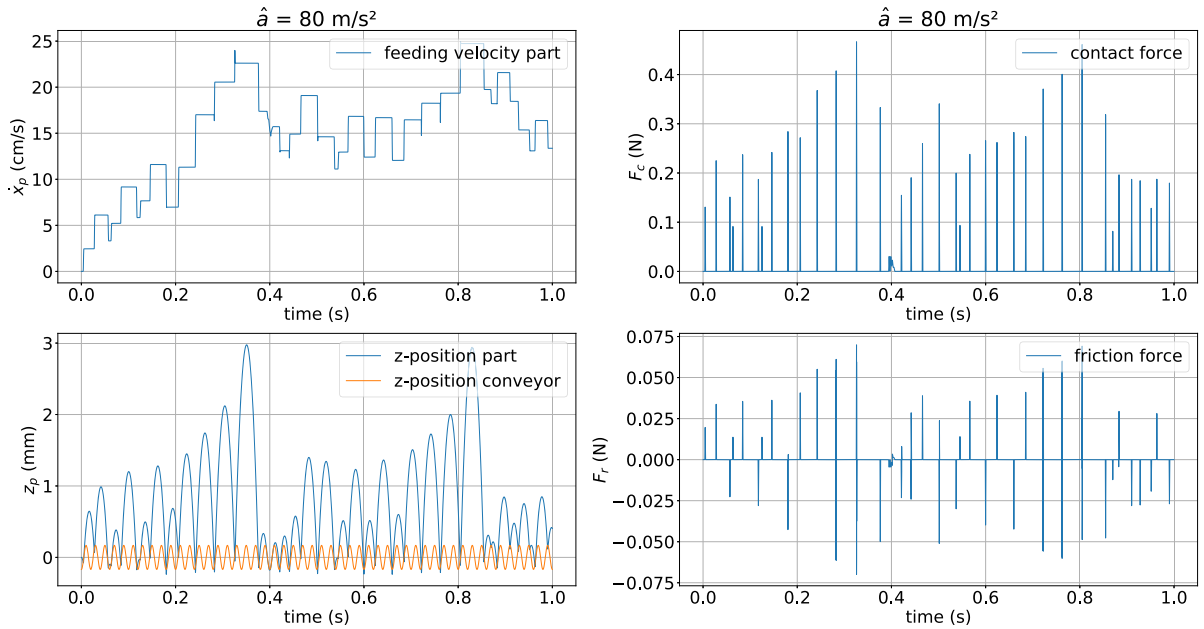 â = 80 m/s²
feeding velocity part
25
20
15
10
5
0
ẋₚ (cm/s)
0.0 0.2 0.4 0.6 0.8 1.0
time (s)
â = 80 m/s²
contact force
0.4
0.3
0.2
0.1
0.0
F_c (N)
0.0 0.2 0.4 0.6 0.8 1.0
time (s)
z-position part
z-position conveyor
3
2
1
0
zₚ (mm)
0.0 0.2 0.4 0.6 0.8 1.0
time (s)
friction force
0.075
0.050
0.025
0.000
−0.025
−0.050
−0.075
F_r (N)
0.0 0.2 0.4 0.6 0.8 1.0
time (s)